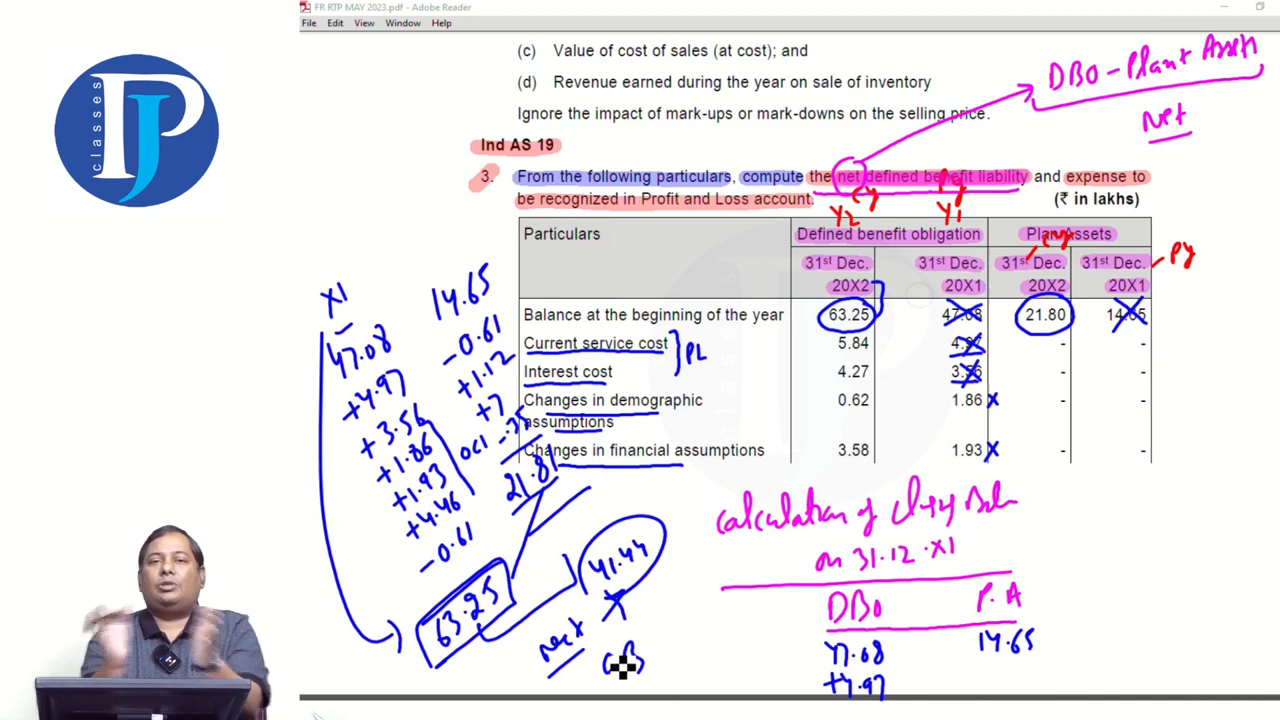 FR RTP MAY 2023.pdf - Adobe Reader
File Edit View Window Help
PJ
classes
(c) Value of cost of sales (at cost); and
(d) Revenue earned during the year on sale of inventory
Ignore the impact of mark-ups or mark-downs on the selling price.
DBO - Plant Assets
Net
Ind AS 19
3. From the following particulars, compute the net defined benefit liability and expense to
be recognized in Profit and Loss account. (₹ in lakhs)
Y2 Cy Y1 Py
Particulars Defined benefit obligation Plan Assets
Cy Py
31st Dec. 31st Dec. 31st Dec. 31st Dec.
20X2 20X1 20X2 20X1
Balance at the beginning of the year 63.25 47.08 21.80 14.65
Current service cost 5.84 4.97 - -
PL
Interest cost 4.27 3.56 - -
Changes in demographic 0.62 1.86 - -
assumptions
Changes in financial assumptions 3.58 1.93 - -
X1
47.08
+4.97
+3.56
+1.86
+1.93
+4.46
-0.61
63.25
OCI
14.65
-0.61
+1.12
+7
-.35
21.81
41.44
Net
CB
on 31.12.X1
DBO P.A
47.08 14.65
+4.97